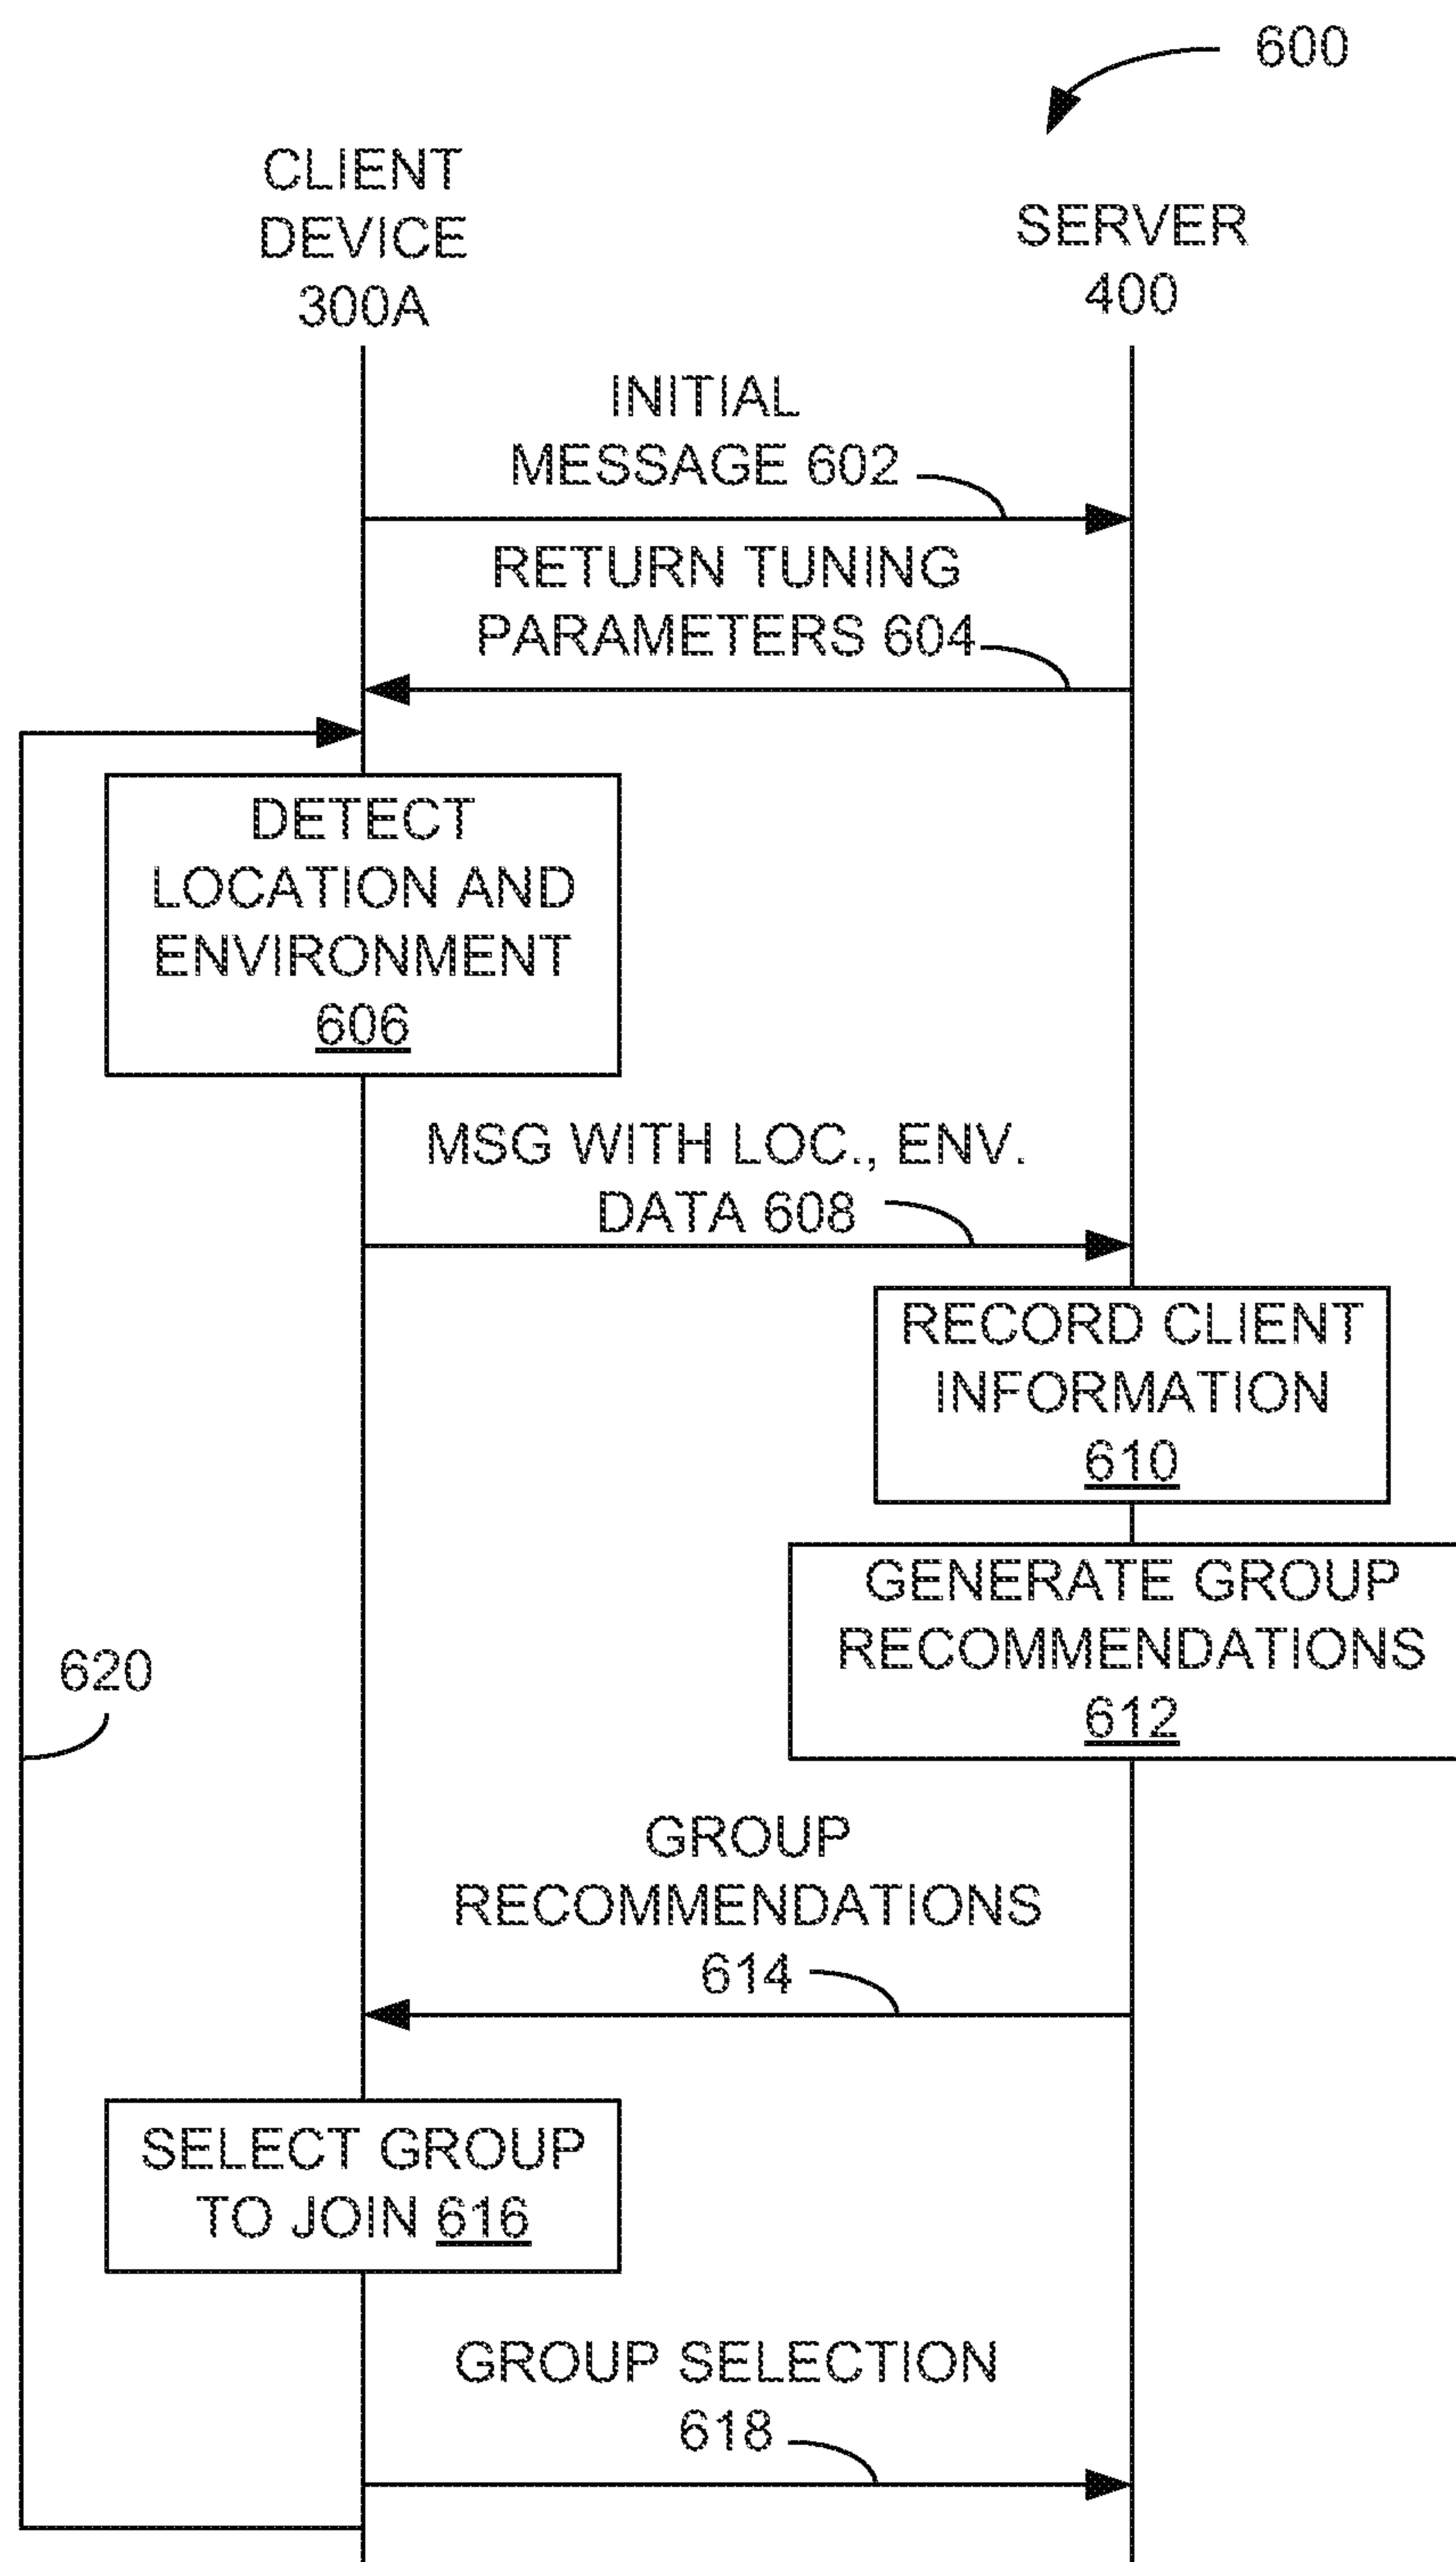 600
CLIENT
DEVICE
300A
SERVER
400
INITIAL
MESSAGE 602
RETURN TUNING
PARAMETERS 604
DETECT
LOCATION AND
ENVIRONMENT
606
MSG WITH LOC., ENV.
DATA 608
RECORD CLIENT
INFORMATION
610
GENERATE GROUP
RECOMMENDATIONS
612
620
GROUP
RECOMMENDATIONS
614
SELECT GROUP
TO JOIN 616
GROUP SELECTION
618